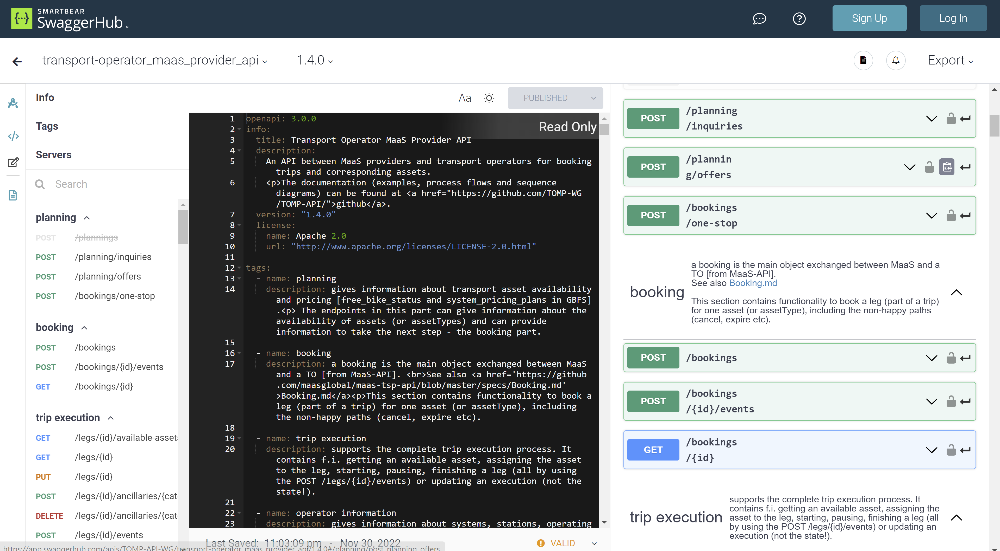 SMARTBEAR
SwaggerHub™
Sign Up
Log In
transport-operator_maas_provider_api
1.4.0
Export
Info
Tags
Servers
Search
planning
POST /plannings
POST /planning/inquiries
POST /planning/offers
POST /bookings/one-stop
booking
POST /bookings
POST /bookings/{id}/events
GET /bookings/{id}
trip execution
GET /legs/{id}/available-assets
GET /legs/{id}
PUT /legs/{id}
POST /legs/{id}/ancillaries/{cat
DELETE /legs/{id}/ancillaries/{cat
POST /legs/{id}/events
Aa
PUBLISHED
Read Only
1 openapi: 3.0.0
2 info:
3 title: Transport Operator MaaS Provider API
4 description:
5 An API between MaaS providers and transport operators for booking
trips and corresponding assets.
6 <p>The documentation (examples, process flows and sequence
diagrams) can be found at <a href="https://github.com/TOMP-WG
/TOMP-API/">github</a>.
7 version: "1.4.0"
8 license:
9 name: Apache 2.0
10 url: "http://www.apache.org/licenses/LICENSE-2.0.html"
11
12 tags:
13 - name: planning
14 description: gives information about transport asset availability
and pricing [free_bike_status and system_pricing_plans in GBFS]
.<p> The endpoints in this part can give information about the
availability of assets (or assetTypes) and can provide
information to take the next step - the booking part.
15
16 - name: booking
17 description: a booking is the main object exchanged between MaaS
and a TO [from MaaS-API]. <br>See also <a href='https://github
.com/maasglobal/maas-tsp-api/blob/master/specs/Booking.md'
>Booking.md</a><p>This section contains functionality to book a
leg (part of a trip) for one asset (or assetType), including
the non-happy paths (cancel, expire etc).
18
19 - name: trip execution
20 description: supports the complete trip execution process. It
contains f.i. getting an available asset, assigning the asset
to the leg, starting, pausing, finishing a leg (all by using
the POST /legs/{id}/events) or updating an execution (not the
state!).
21
22 - name: operator information
23 description: gives information about systems, stations, operating
Last Saved: 11:03:09 pm - Nov 30, 2022
VALID
https://app.swaggerhub.com/apis/TOMP-API-WG/transport-operator_maas_provider_api/1.4.0#/planning/post_planning_offers
POST /planning
/inquiries
POST /plannin
g/offers
POST /bookings
/one-stop
booking
a booking is the main object exchanged between MaaS and a
TO [from MaaS-API].
See also Booking.md
This section contains functionality to book a leg (part of a trip)
for one asset (or assetType), including the non-happy paths
(cancel, expire etc).
POST /bookings
POST /bookings
/{id}/events
GET /bookings
/{id}
trip execution
supports the complete trip execution process. It
contains f.i. getting an available asset, assigning the
asset to the leg, starting, pausing, finishing a leg (all
by using the POST /legs/{id}/events) or updating an
execution (not the state!).